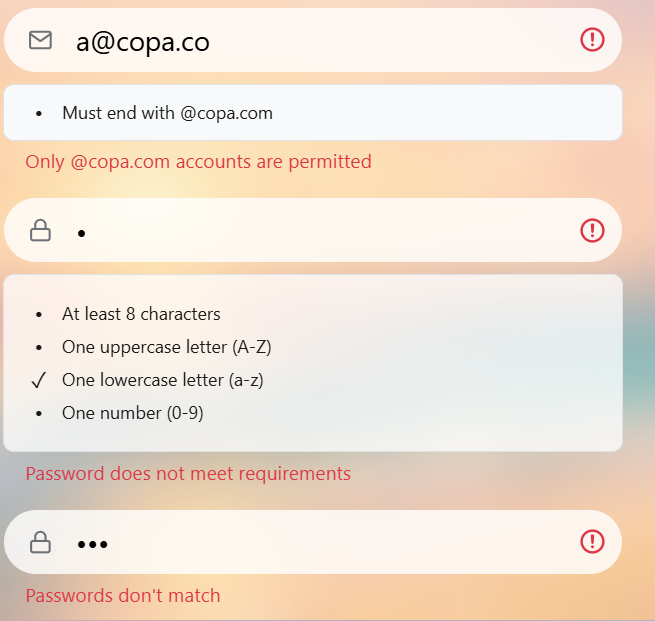 a@copa.co
• Must end with @copa.com
Only @copa.com accounts are permitted
•
• At least 8 characters
• One uppercase letter (A-Z)
✓ One lowercase letter (a-z)
• One number (0-9)
Password does not meet requirements
•••
Passwords don't match